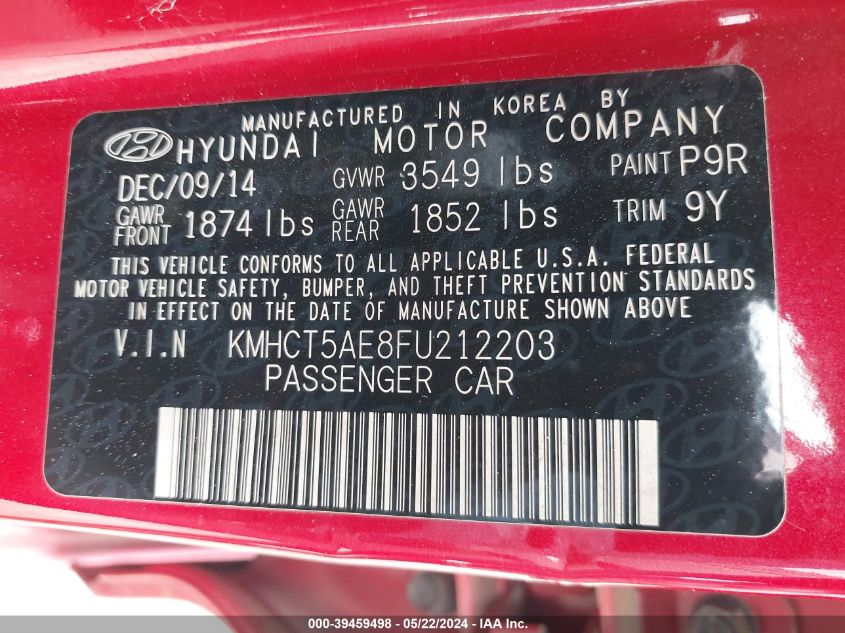 MANUFACTURED IN KOREA BY
HYUNDAI MOTOR COMPANY
DEC/09/14 GVWR 3549 lbs PAINT P9R
GAWR FRONT 1874 lbs GAWR REAR 1852 lbs TRIM 9Y
THIS VEHICLE CONFORMS TO ALL APPLICABLE U.S.A. FEDERAL
MOTOR VEHICLE SAFETY, BUMPER, AND THEFT PREVENTION STANDARDS
IN EFFECT ON THE DATE OF MANUFACTURE SHOWN ABOVE
V.I.N KMHCT5AE8FU212203
PASSENGER CAR
000-39459498 - 05/22/2024 - IAA Inc.